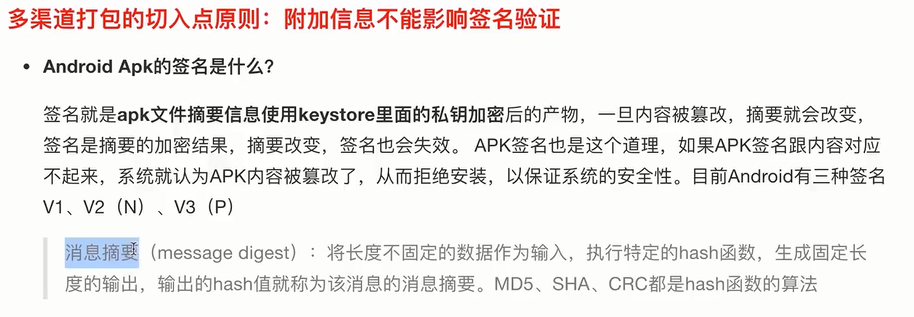 多渠道打包的切入点原则：附加信息不能影响签名验证
• Android Apk的签名是什么？
签名就是apk文件摘要信息使用keystore里面的私钥加密后的产物，一旦内容被篡改，摘要就会改变，
签名是摘要的加密结果，摘要改变，签名也会失效。 APK签名也是这个道理，如果APK签名跟内容对应
不起来，系统就认为APK内容被篡改了，从而拒绝安装，以保证系统的安全性。目前Android有三种签名
V1、V2（N）、V3（P）
消息摘要（message digest）：将长度不固定的数据作为输入，执行特定的hash函数，生成固定长
度的输出，输出的hash值就称为该消息的消息摘要。MD5、SHA、CRC都是hash函数的算法